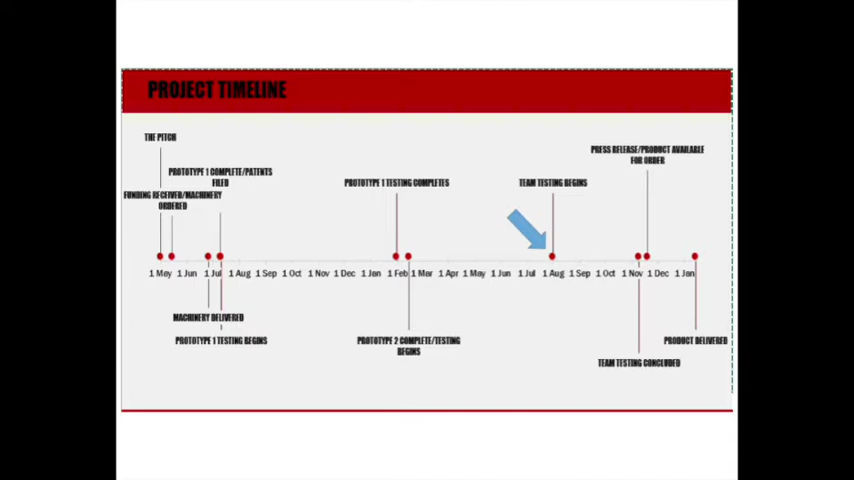 PROJECT TIMELINE
THE PITCH
PRESS RELEASE/PRODUCT AVAILABLE
FOR ORDER
PROTOTYPE 1 COMPLETE/PATENTS
FILED
PROTOTYPE 1 TESTING COMPLETES
TEAM TESTING BEGINS
FUNDING RECEIVED/MACHINERY
ORDERED
1 May 1 Jun 1 Jul 1 Aug 1 Sep 1 Oct 1 Nov 1 Dec 1 Jan 1 Feb 1 Mar 1 Apr 1 May 1 Jun 1 Jul 1 Aug 1 Sep 1 Oct 1 Nov 1 Dec 1 Jan
MACHINERY DELIVERED
PROTOTYPE 1 TESTING BEGINS
PROTOTYPE 2 COMPLETE/TESTING
BEGINS
PRODUCT DELIVERED
TEAM TESTING CONCLUDED